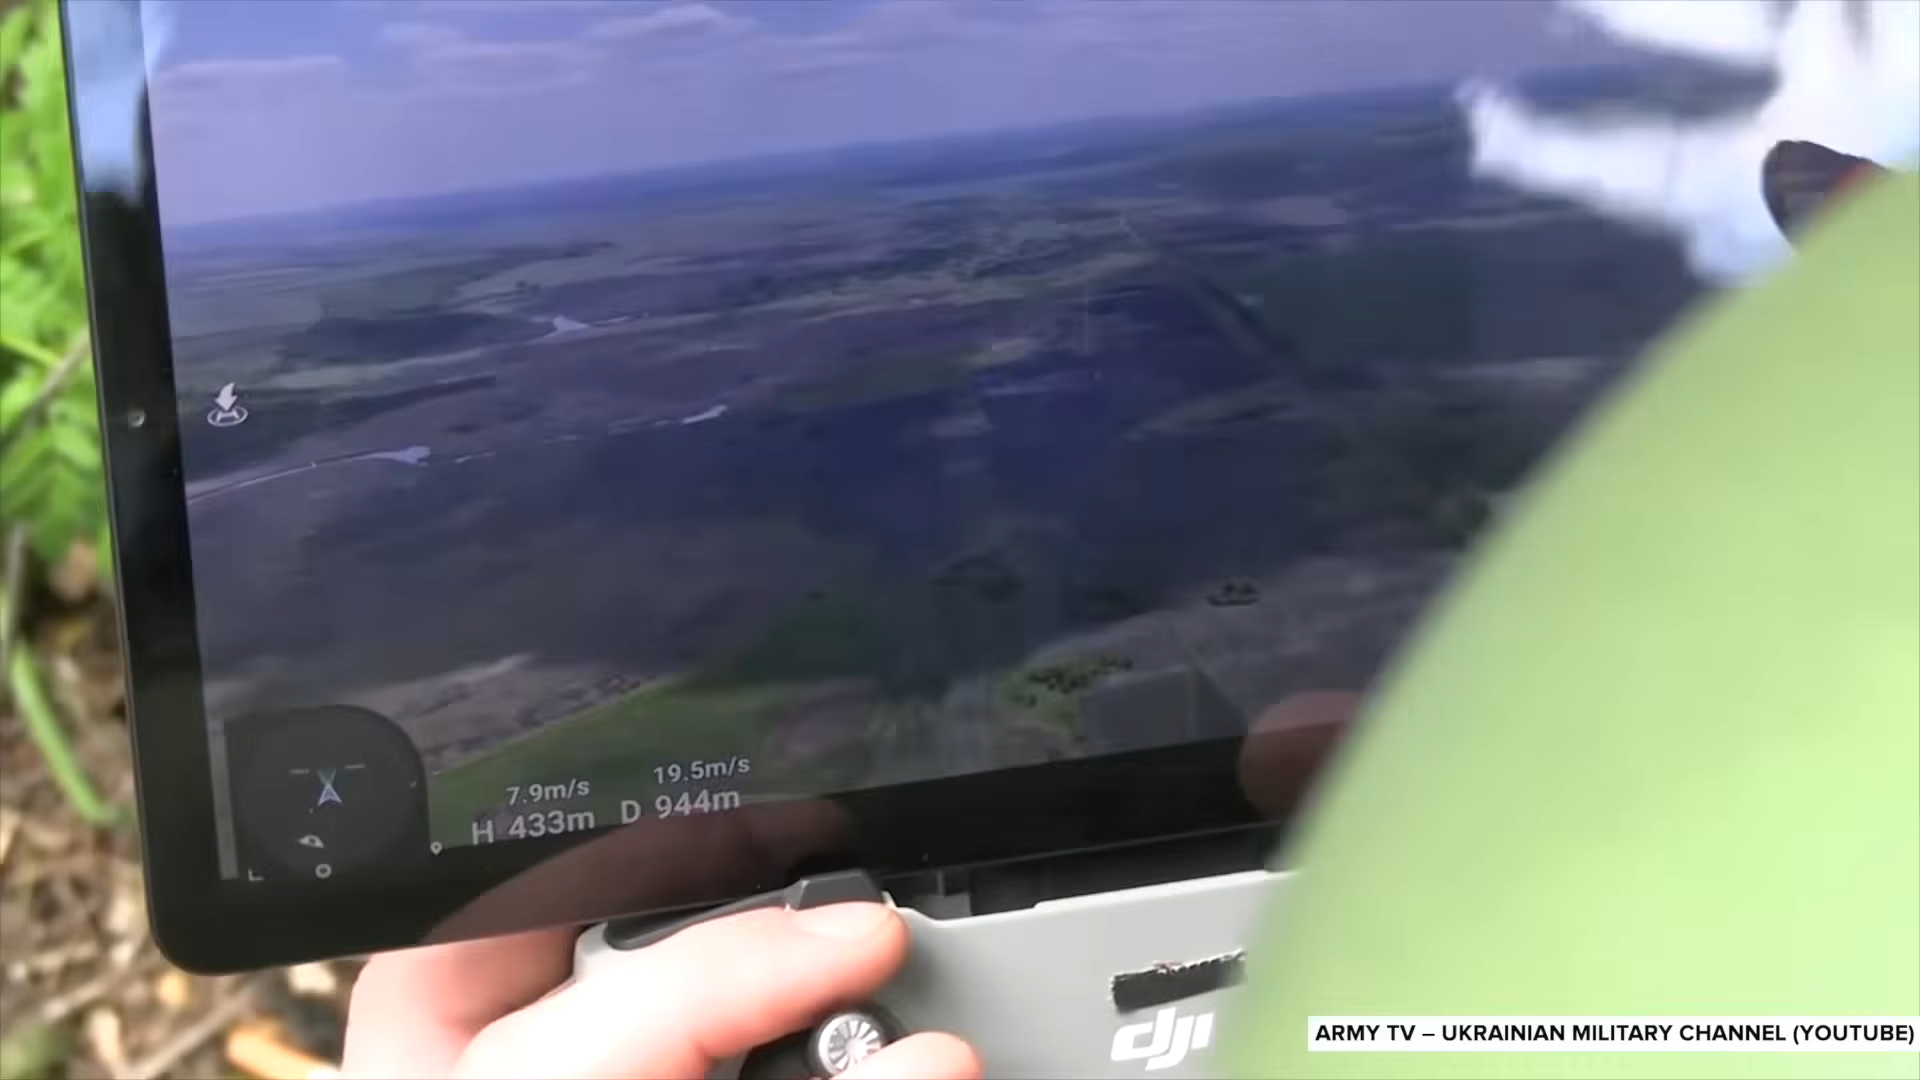 7.9m/s 19.5m/s
H 433m D 944m
dji
ARMY TV – UKRAINIAN MILITARY CHANNEL (YOUTUBE)